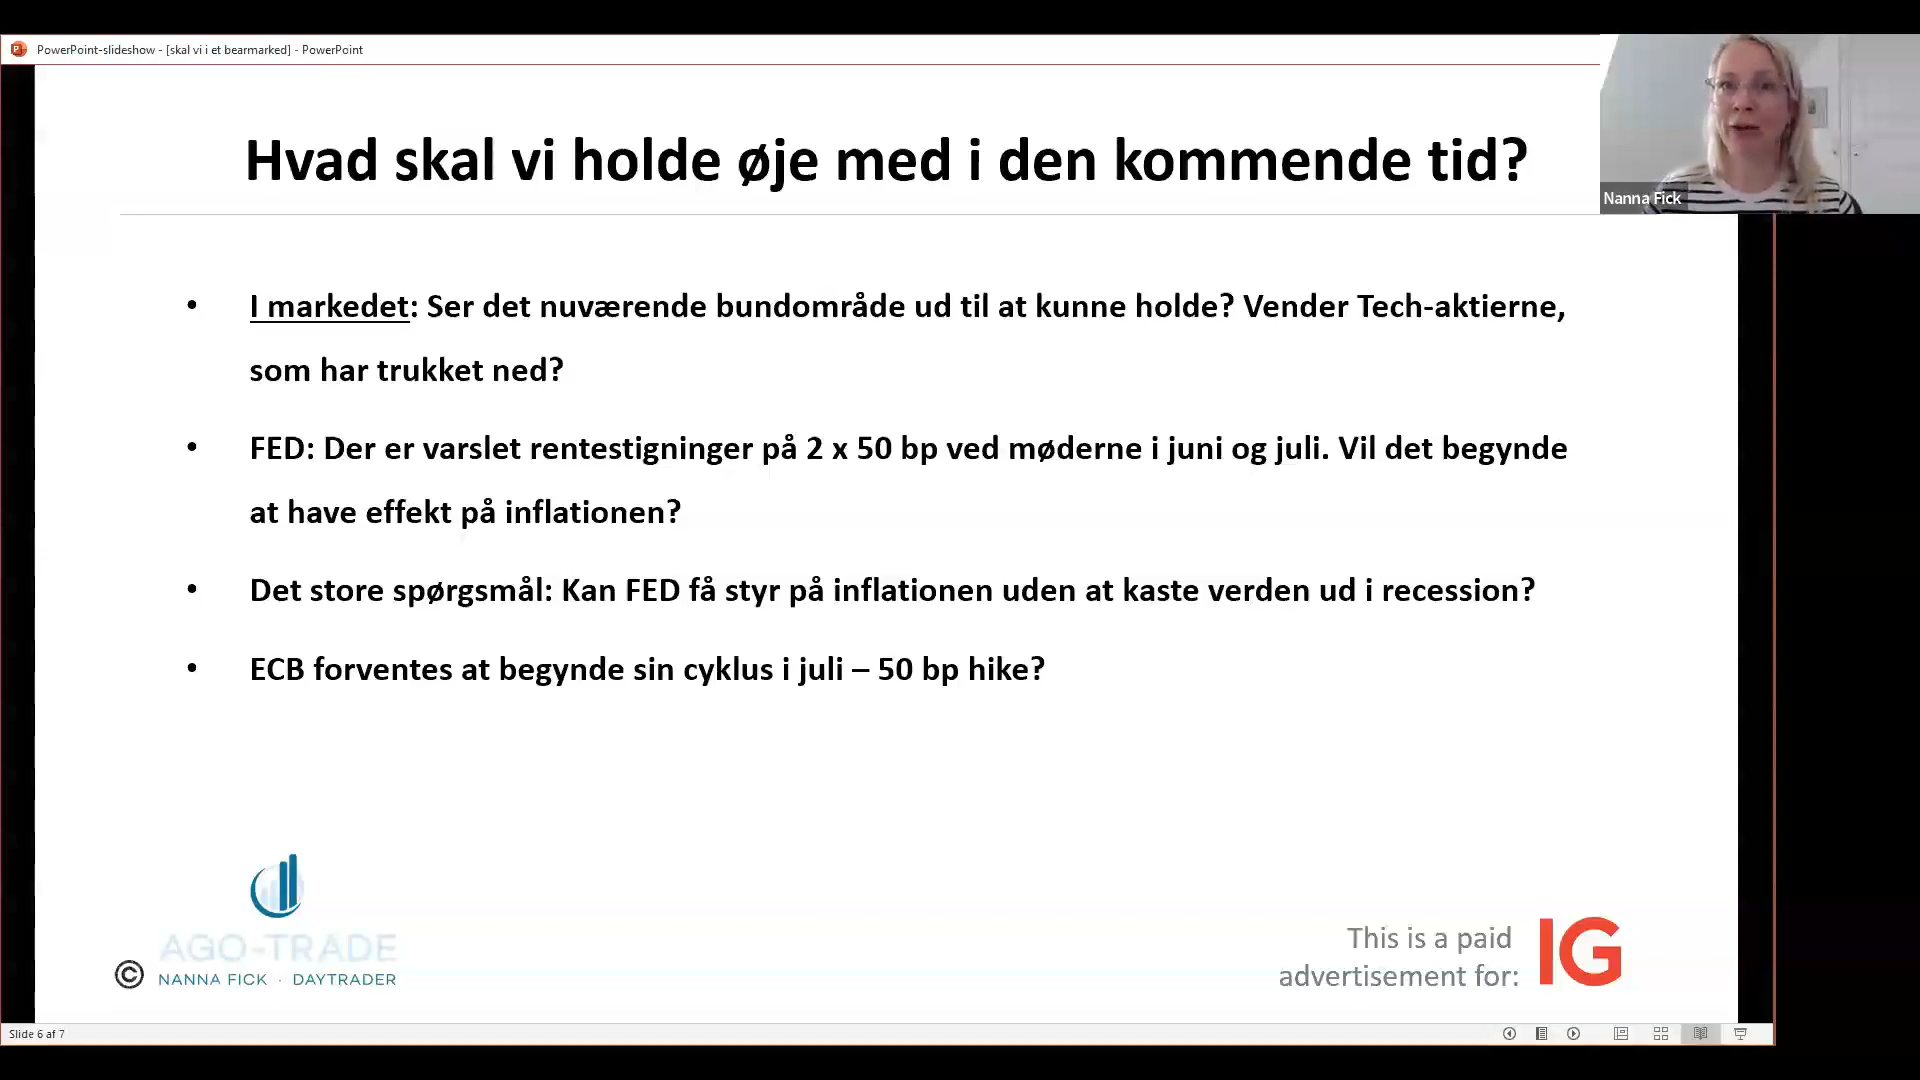 PowerPoint-slideshow - [skal vi i et bearmarked] - PowerPoint
Hvad skal vi holde øje med i den kommende tid?
Nanna Fick
• I markedet: Ser det nuværende bundområde ud til at kunne holde? Vender Tech-aktierne,
som har trukket ned?
• FED: Der er varslet rentestigninger på 2 x 50 bp ved møderne i juni og juli. Vil det begynde
at have effekt på inflationen?
• Det store spørgsmål: Kan FED få styr på inflationen uden at kaste verden ud i recession?
• ECB forventes at begynde sin cyklus i juli – 50 bp hike?
AGO-TRADE
© NANNA FICK · DAYTRADER
This is a paid
advertisement for:
IG
Slide 6 af 7